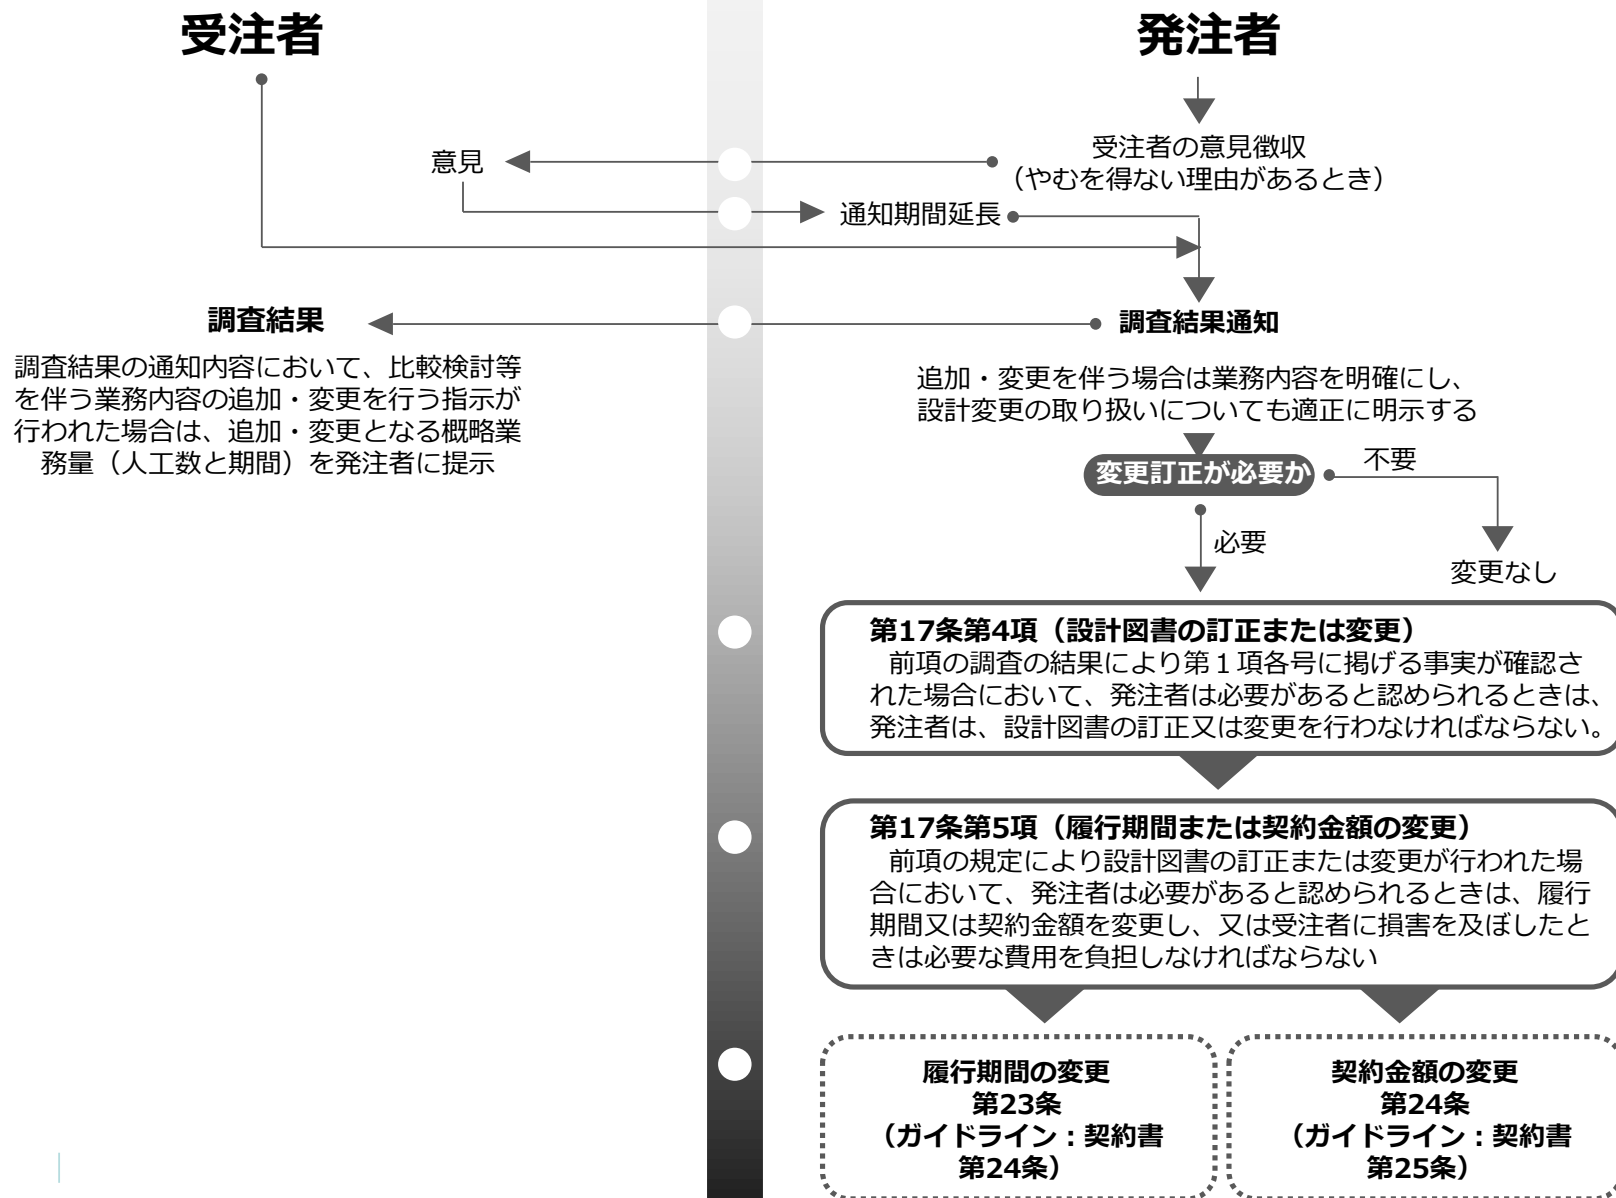 受注者
発注者
受注者の意見徴収
（やむを得ない理由があるとき）
意見
通知期間延長
調査結果
調査結果通知
調査結果の通知内容において、比較検討等
を伴う業務内容の追加・変更を行う指示が
行われた場合は、追加・変更となる概略業
務量（人工数と期間）を発注者に提示
追加・変更を伴う場合は業務内容を明確にし、
設計変更の取り扱いについても適正に明示する
変更訂正が必要か
不要
必要
変更なし
第17条第4項（設計図書の訂正または変更）
前項の調査の結果により第１項各号に掲げる事実が確認さ
れた場合において、発注者は必要があると認められるときは、
発注者は、設計図書の訂正又は変更を行わなければならない。
第17条第5項（履行期間または契約金額の変更）
前項の規定により設計図書の訂正または変更が行われた場
合において、発注者は必要があると認められるときは、履行
期間又は契約金額を変更し、又は受注者に損害を及ぼしたと
きは必要な費用を負担しなければならない
履行期間の変更
第23条
（ガイドライン：契約書
第24条）
契約金額の変更
第24条
（ガイドライン：契約書
第25条）